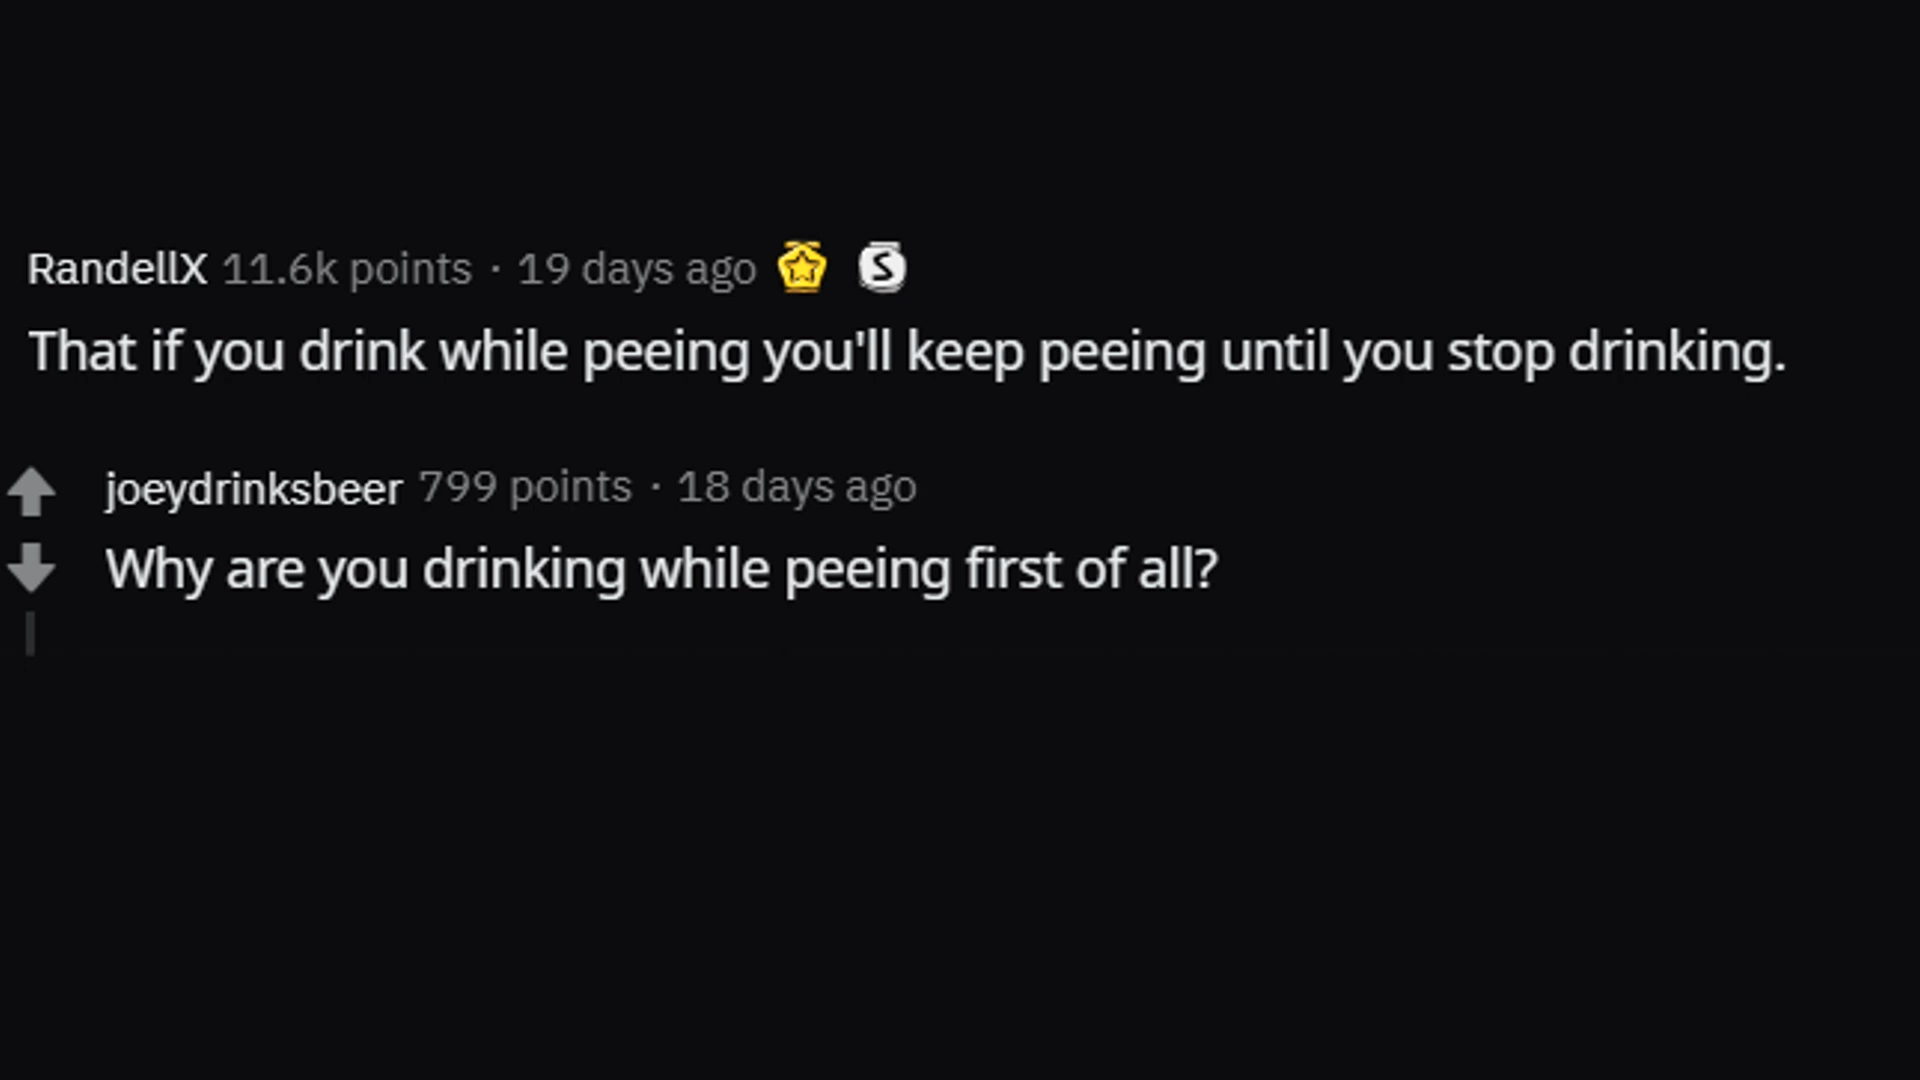 RandellX 11.6k points · 19 days ago S
That if you drink while peeing you'll keep peeing until you stop drinking.
joeydrinksbeer 799 points · 18 days ago
Why are you drinking while peeing first of all?